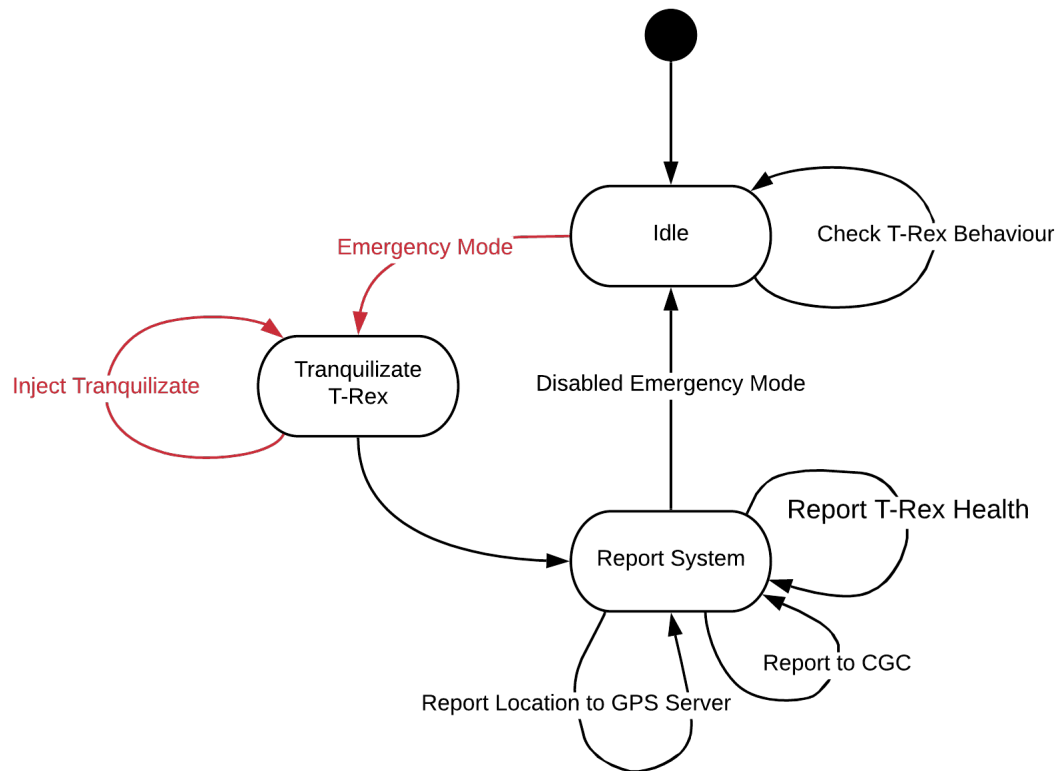 Idle
Check T-Rex Behaviour
Emergency Mode
Tranquilizate
T-Rex
Inject Tranquilizate
Disabled Emergency Mode
Report T-Rex Health
Report System
Report to CGC
Report Location to GPS Server